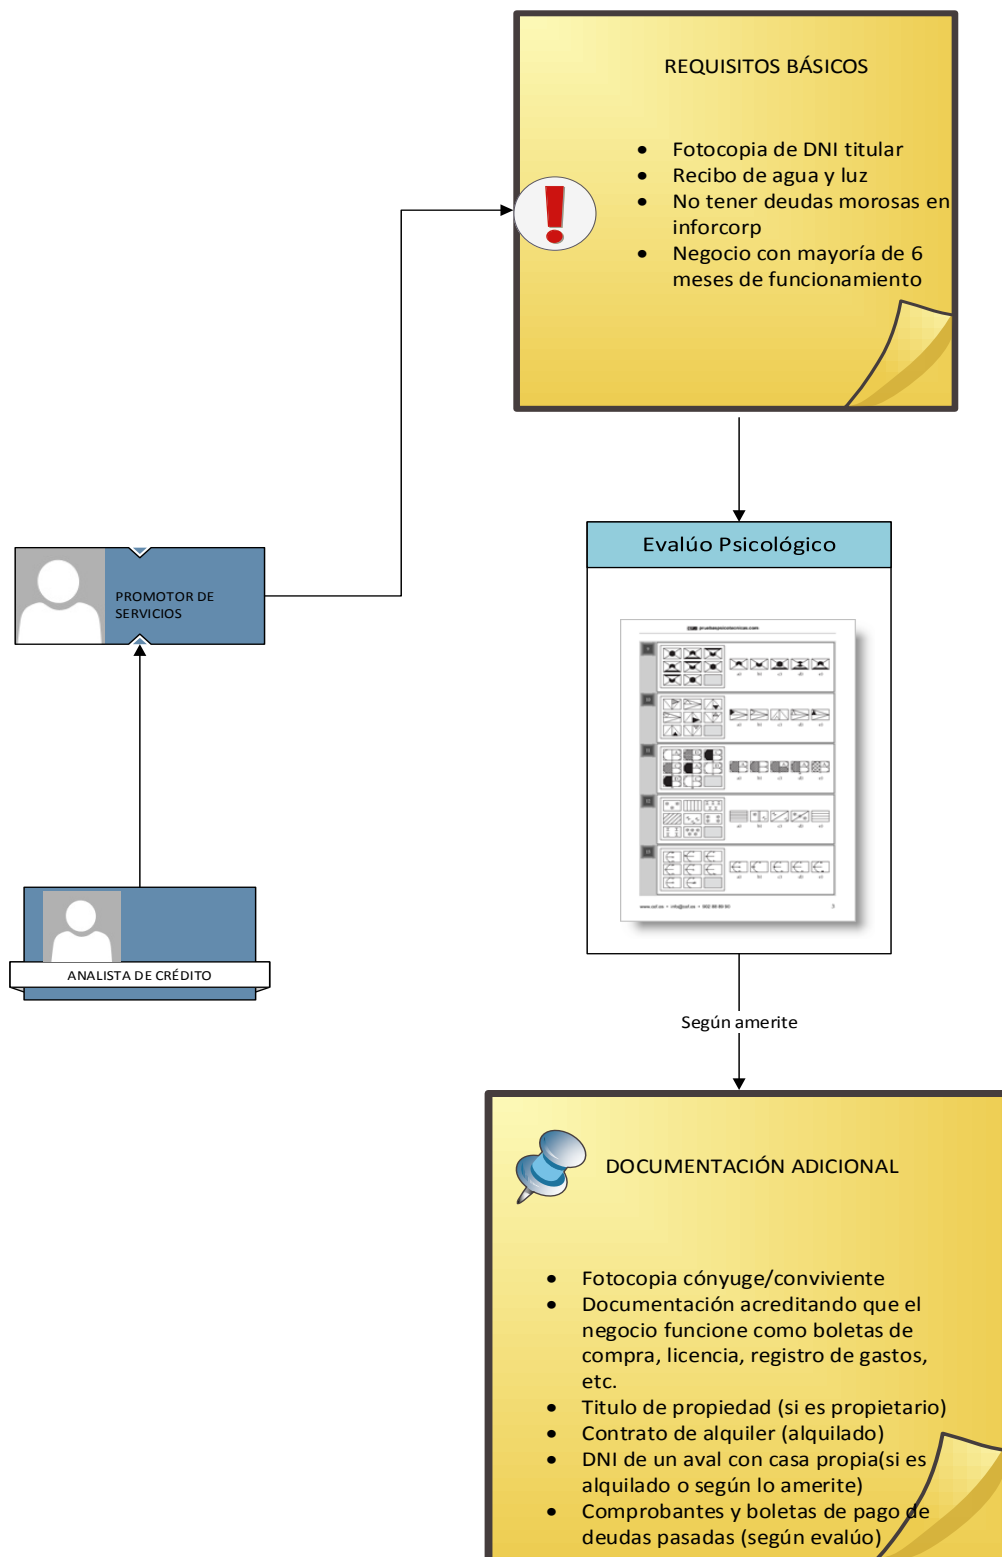 REQUISITOS BÁSICOS
• Fotocopia de DNI titular
• Recibo de agua y luz
• No tener deudas morosas en
inforcorp
• Negocio con mayoría de 6
meses de funcionamiento
Evalúo Psicológico
pruebaspsicotecnicas.com
PROMOTOR DE
SERVICIOS
ANALISTA DE CRÉDITO
Según amerite
DOCUMENTACIÓN ADICIONAL
• Fotocopia cónyuge/conviviente
• Documentación acreditando que el
negocio funcione como boletas de
compra, licencia, registro de gastos,
etc.
• Titulo de propiedad (si es propietario)
• Contrato de alquiler (alquilado)
• DNI de un aval con casa propia(si es
alquilado o según lo amerite)
• Comprobantes y boletas de pago de
deudas pasadas (según evalúo)